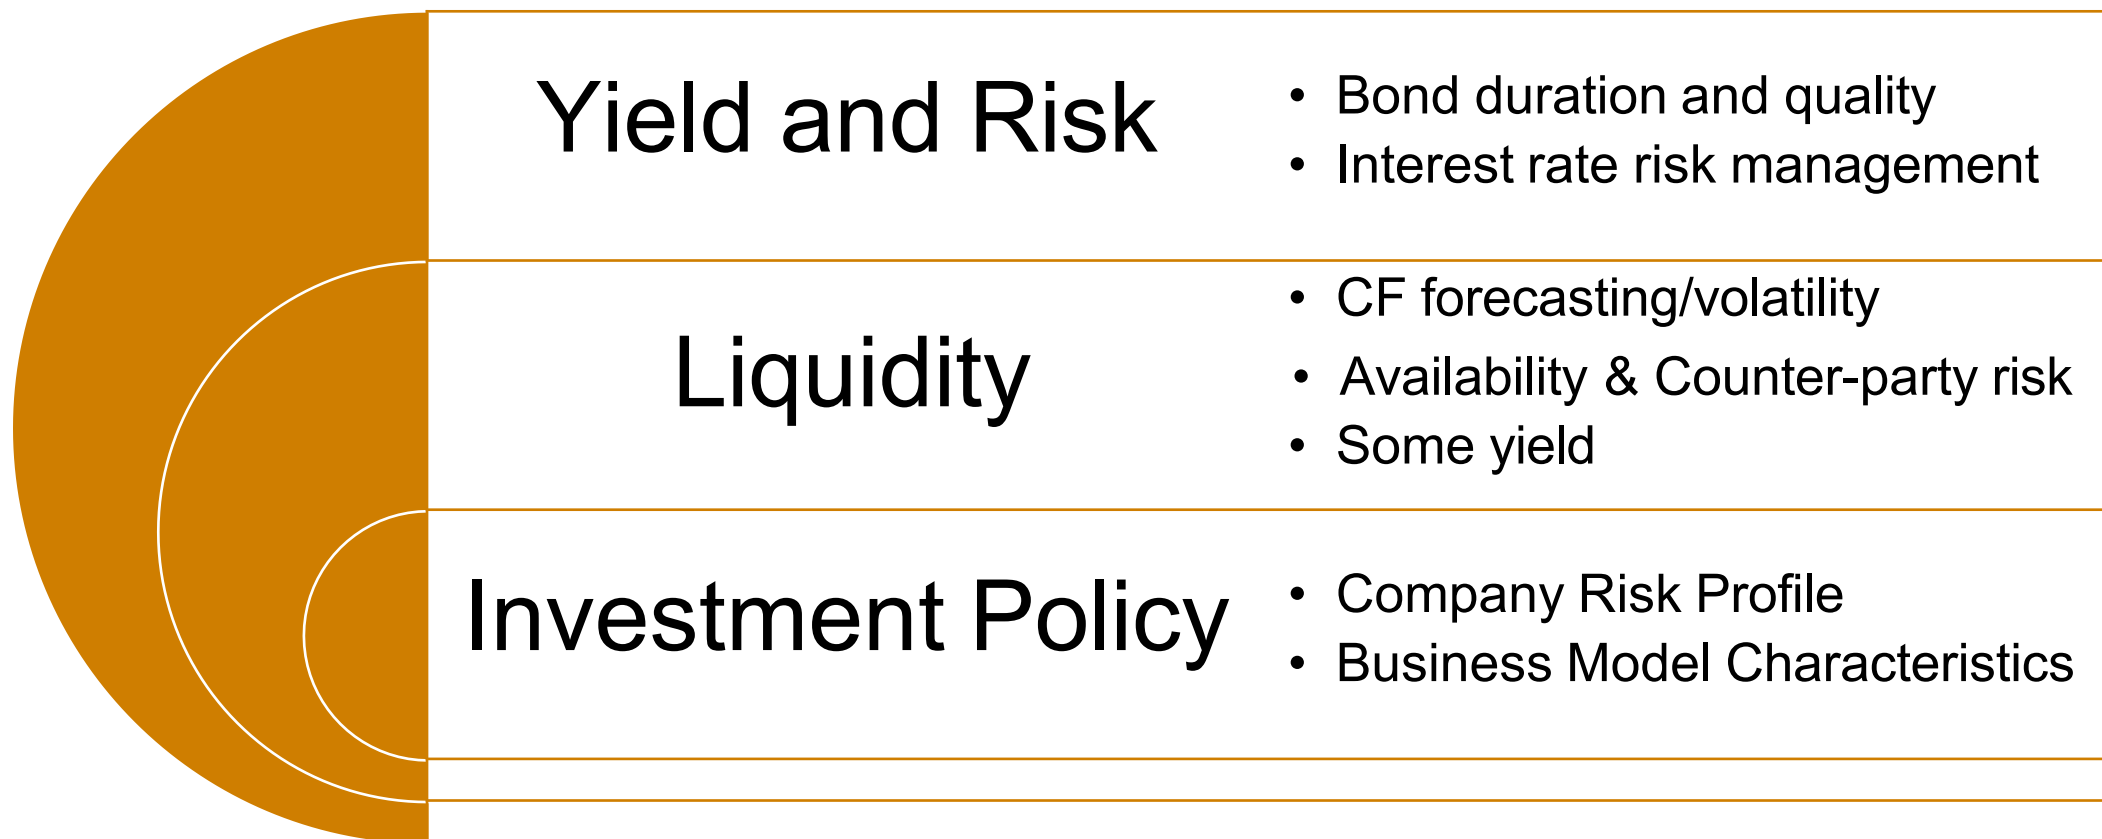 Yield and Risk
• Bond duration and quality
• Interest rate risk management
Liquidity
• CF forecasting/volatility
• Availability & Counter-party risk
• Some yield
Investment Policy
• Company Risk Profile
• Business Model Characteristics